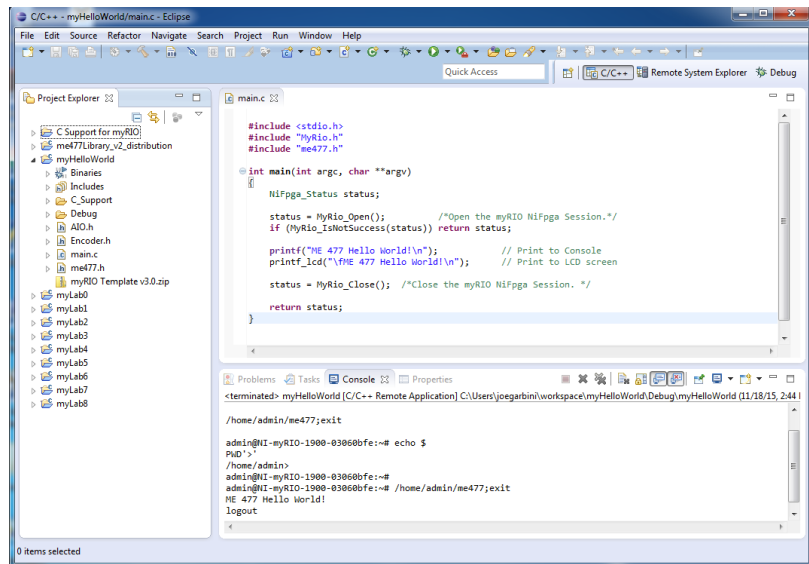 C/C++ - myHelloWorld/main.c - Eclipse
File Edit Source Refactor Navigate Search Project Run Window Help
Quick Access
C/C++ Remote System Explorer Debug
Project Explorer
C Support for myRIO
me477Library_v2_distribution
myHelloWorld
Binaries
Includes
C_Support
Debug
AIO.h
Encoder.h
main.c
me477.h
myRIO Template v3.0.zip
myLab0
myLab1
myLab2
myLab3
myLab4
myLab5
myLab6
myLab7
myLab8
main.c
#include <stdio.h>
#include "MyRio.h"
#include "me477.h"
int main(int argc, char **argv)
{
NiFpga_Status status;
status = MyRio_Open(); /*Open the myRIO NiFpga Session.*/
if (MyRio_IsNotSuccess(status)) return status;
printf("ME 477 Hello World!\n"); // Print to Console
printf_lcd("\fME 477 Hello World!\n"); // Print to LCD screen
status = MyRio_Close(); /*Close the myRIO NiFpga Session. */
return status;
}
Problems Tasks Console Properties
<terminated> myHelloWorld [C/C++ Remote Application] C:\Users\joegarbini\workspace\myHelloWorld\Debug\myHelloWorld (11/18/15, 2:44
/home/admin/me477;exit
admin@NI-myRIO-1900-03060bfe:~# echo $
PWD'>'
/home/admin>
admin@NI-myRIO-1900-03060bfe:~#
admin@NI-myRIO-1900-03060bfe:~# /home/admin/me477;exit
ME 477 Hello World!
logout
0 items selected